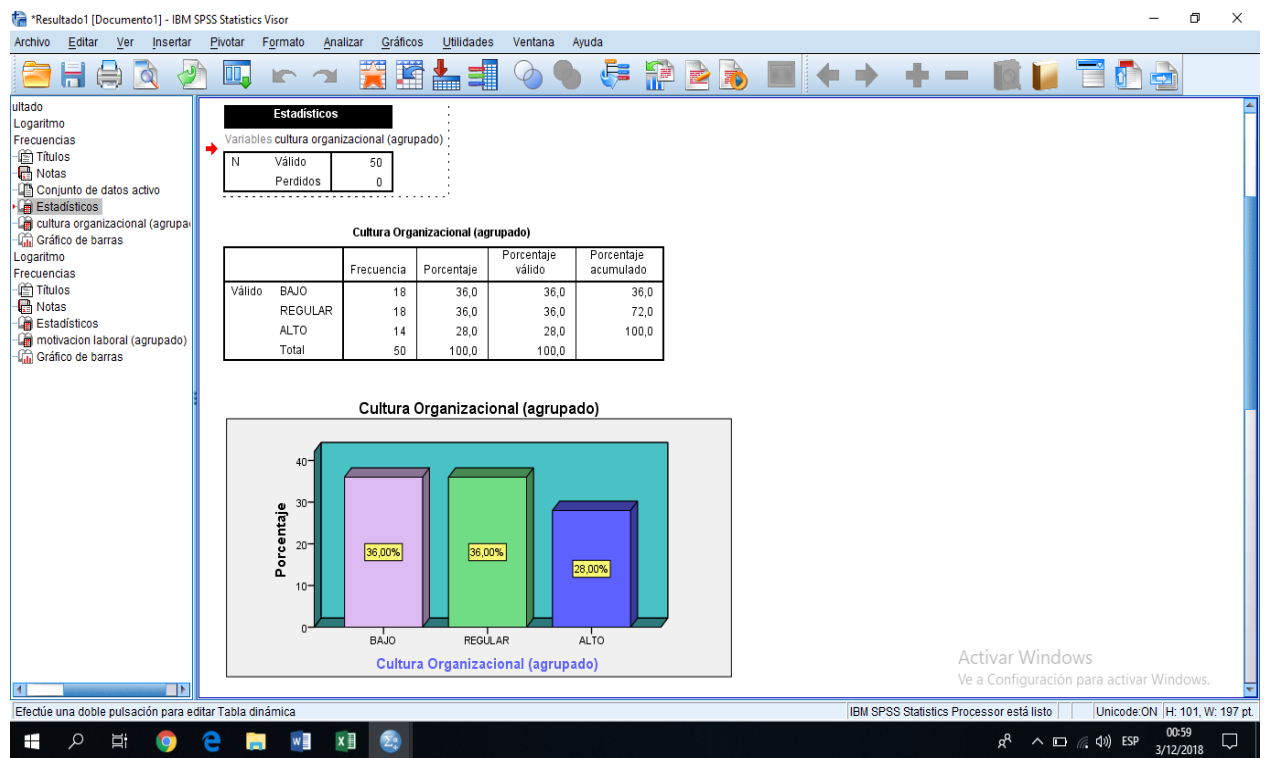 *Resultado1 [Documento1] - IBM SPSS Statistics Visor
Archivo Editar Ver Insertar Pivotar Formato Analizar Gráficos Utilidades Ventana Ayuda
ultado
Logaritmo
Frecuencias
Títulos
Notas
Conjunto de datos activo
Estadísticos
cultura organizacional (agrupa
Gráfico de barras
Logaritmo
Frecuencias
Títulos
Notas
Estadísticos
motivacion laboral (agrupado)
Gráfico de barras
Estadísticos
Variables cultura organizacional (agrupado)
N Válido 50
Perdidos 0
Cultura Organizacional (agrupado)
Frecuencia Porcentaje Porcentaje válido Porcentaje acumulado
Válido BAJO 18 36,0 36,0 36,0
REGULAR 18 36,0 36,0 72,0
ALTO 14 28,0 28,0 100,0
Total 50 100,0 100,0
Cultura Organizacional (agrupado)
Porcentaje
40
30
20
10
0
36,00% 36,00% 28,00%
BAJO REGULAR ALTO
Cultura Organizacional (agrupado)
Activar Windows
Ve a Configuración para activar Windows.
Efectúe una doble pulsación para editar Tabla dinámica
IBM SPSS Statistics Processor está listo Unicode:ON H: 101, W: 197 pt.
ESP
00:59
3/12/2018